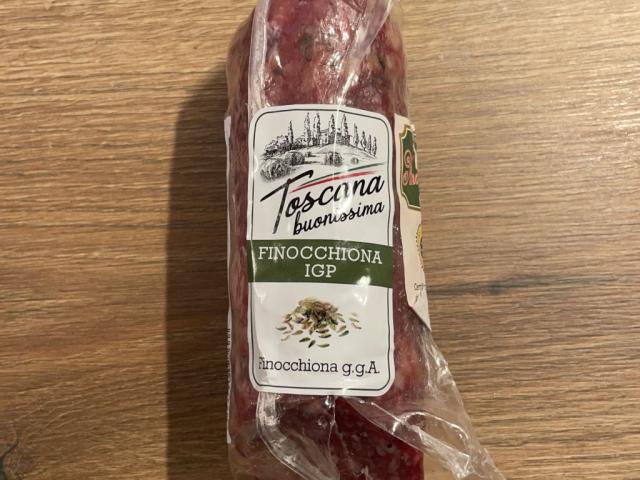 Toscana
buonissima
FINOCCHIONA
IGP
Finocchiona g.g.A.